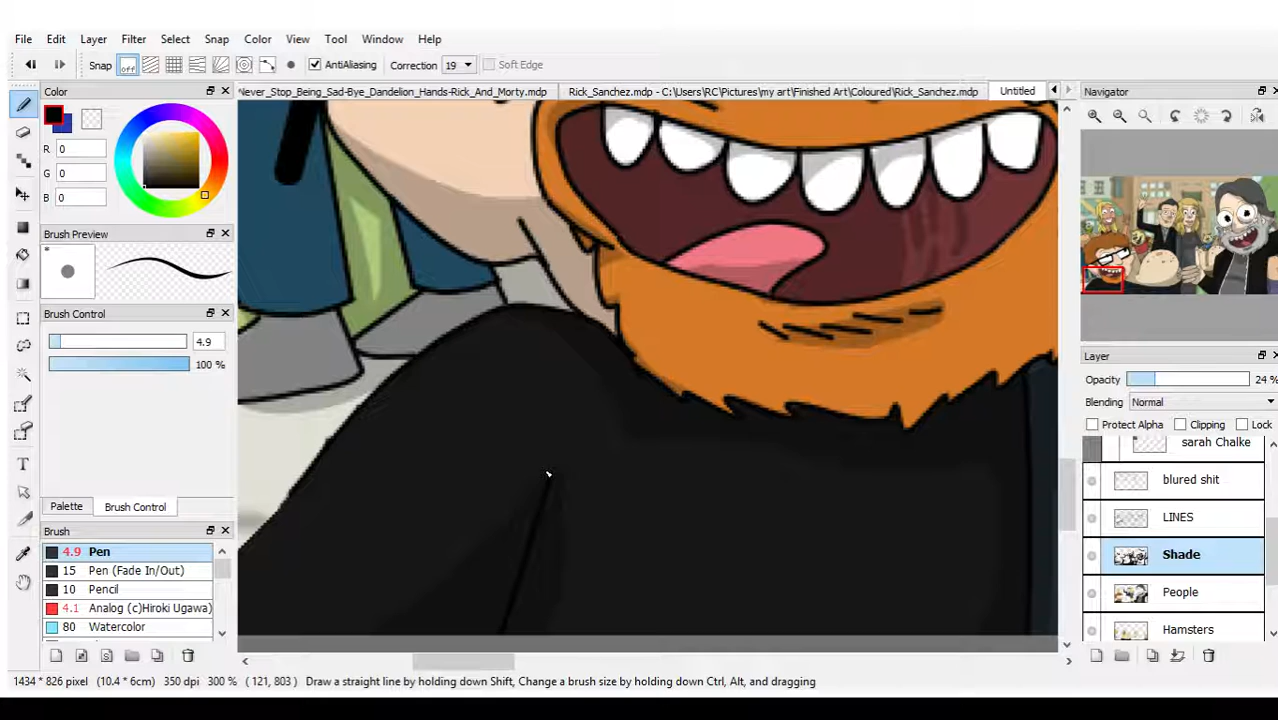 File Edit Layer Filter Select Snap Color View Tool Window Help
Snap off AntiAliasing Correction 19 Soft Edge
Color
Never_Stop_Being_Sad-Bye_Dandelion_Hands-Rick_And_Morty.mdp Rick_Sanchez.mdp - C:\Users\RC\Pictures\my art\Finished Art\Coloured\Rick_Sanchez.mdp Untitled
Navigator
R 0
G 0
B 0
Brush Preview
*
Brush Control
4.9
100 %
Palette Brush Control
Brush
4.9 Pen
15 Pen (Fade In/Out)
10 Pencil
4.1 Analog (c)Hiroki Ugawa)
80 Watercolor
Layer
Opacity 24 %
Blending Normal
Protect Alpha Clipping Lock
sarah Chalke
blured shit
LINES
Shade
People
Hamsters
1434 * 826 pixel (10.4 * 6cm) 350 dpi 300 % ( 121, 803 ) Draw a straight line by holding down Shift, Change a brush size by holding down Ctrl, Alt, and dragging